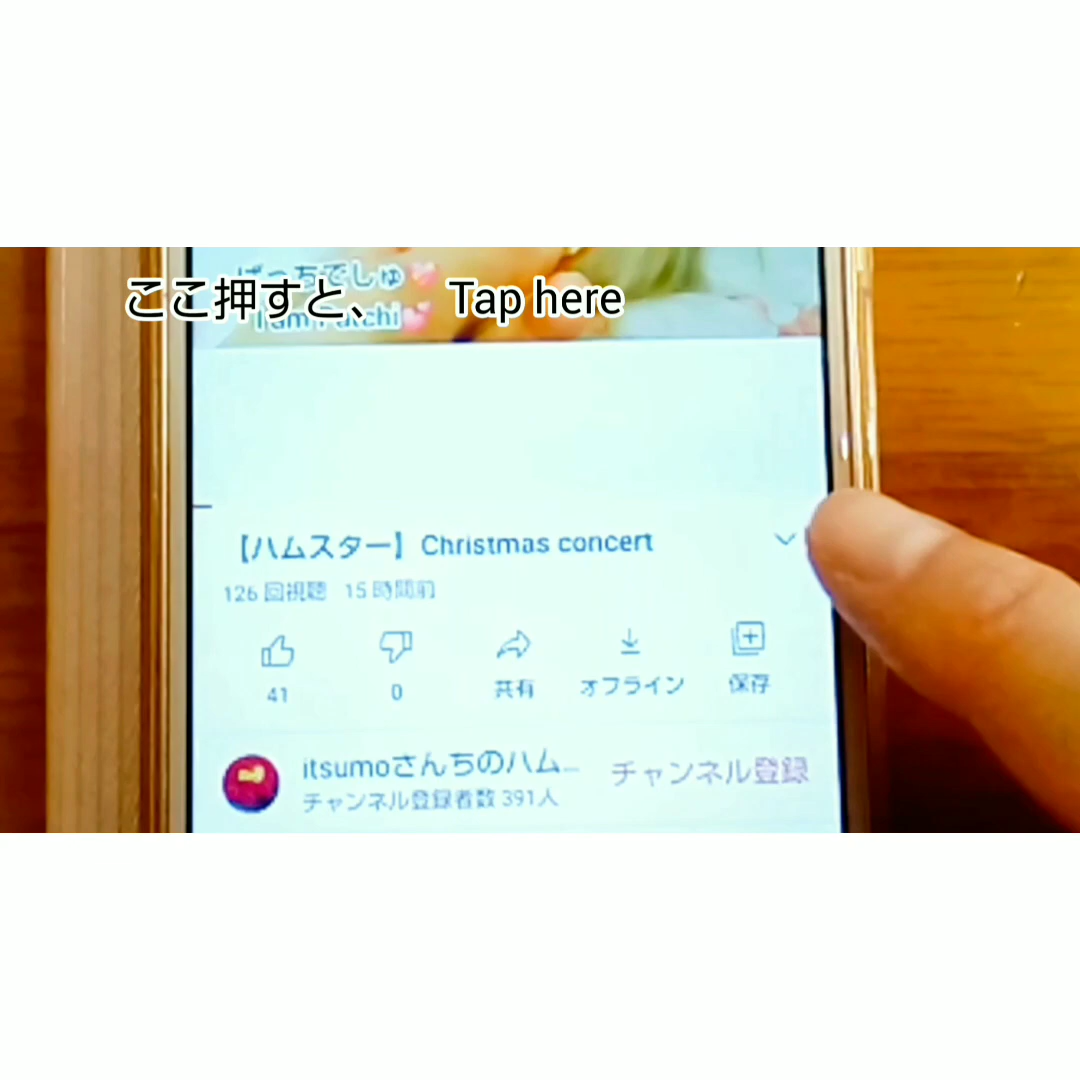 ぱっちでしゅ💕
ここ押すと、 Tap here
I am Patchi💕
【ハムスター】Christmas concert
126 回視聴 15 時間前
41 0 共有 オフライン 保存
itsumoさんちのハム... チャンネル登録
チャンネル登録者数 391人